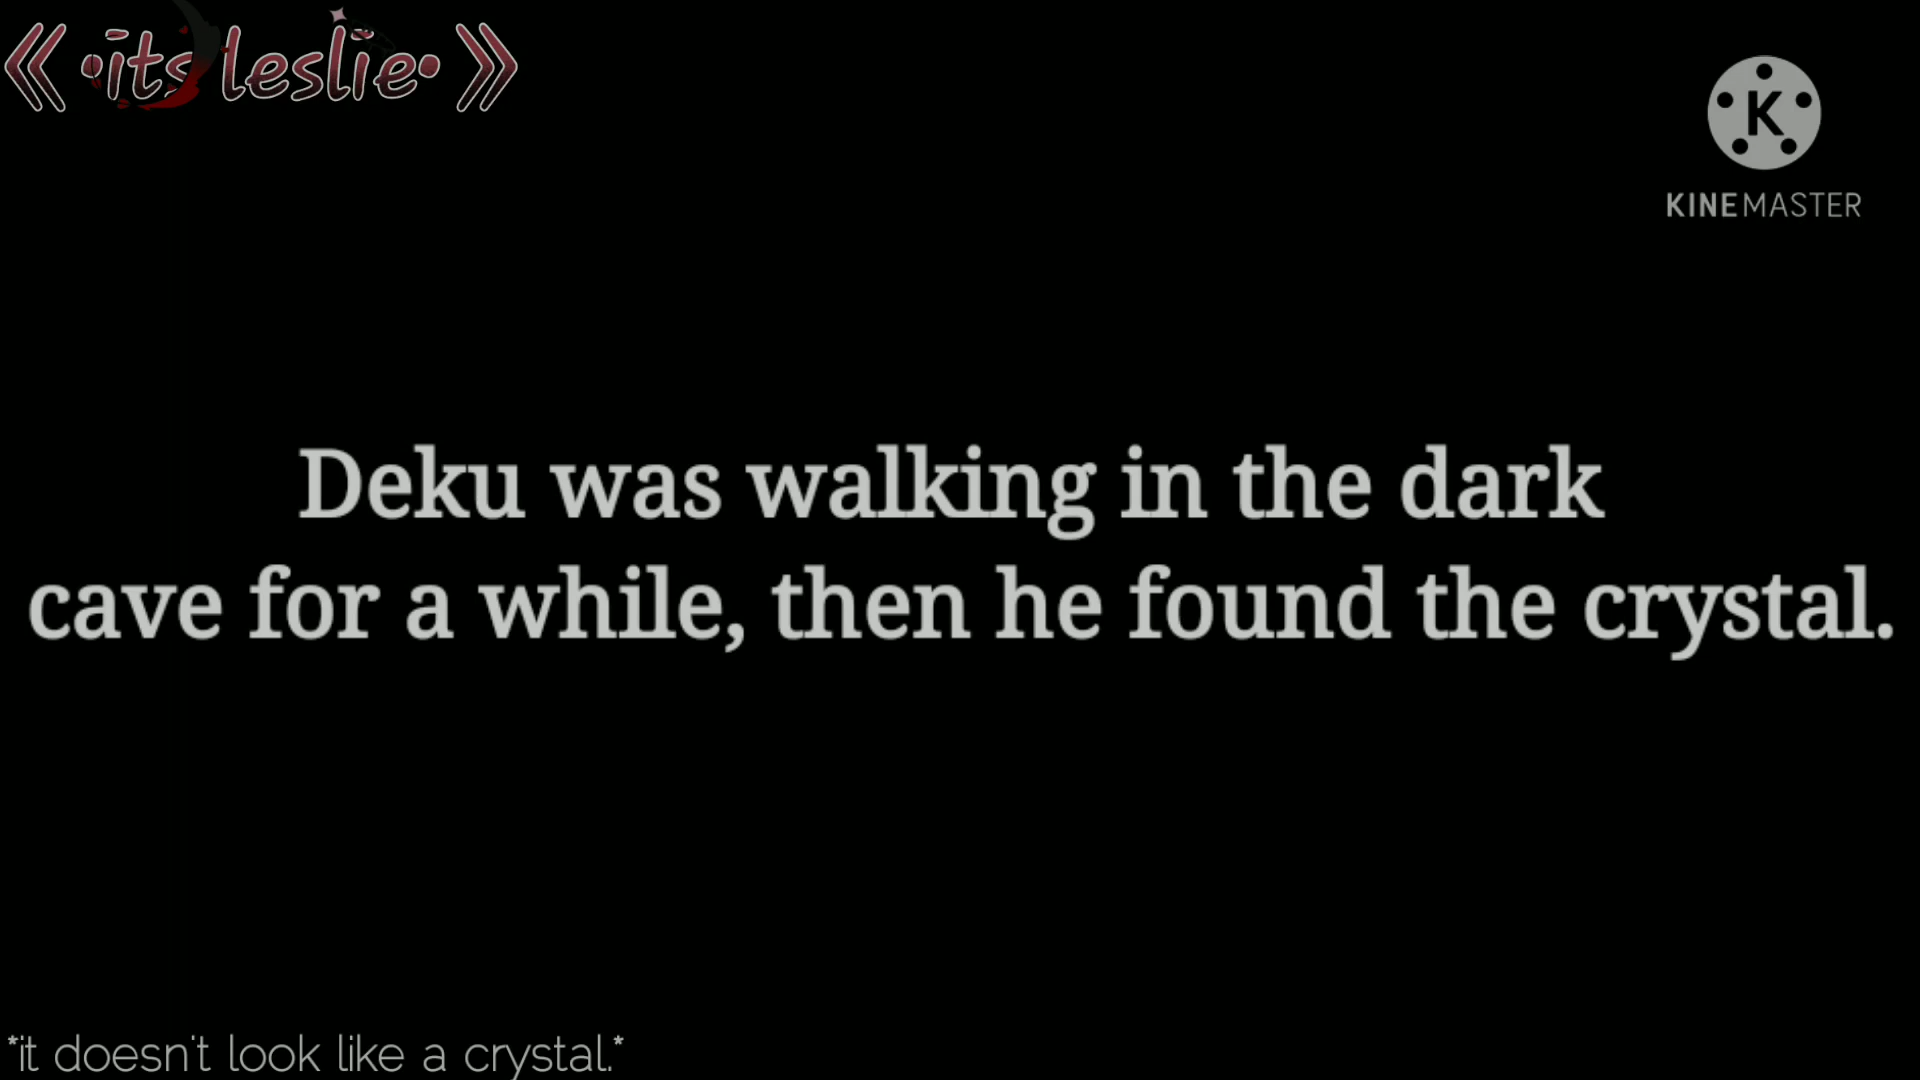 《 •its leslie• 》
K
KINEMASTER
Deku was walking in the dark
cave for a while, then he found the crystal.
*it doesn't look like a crystal.*